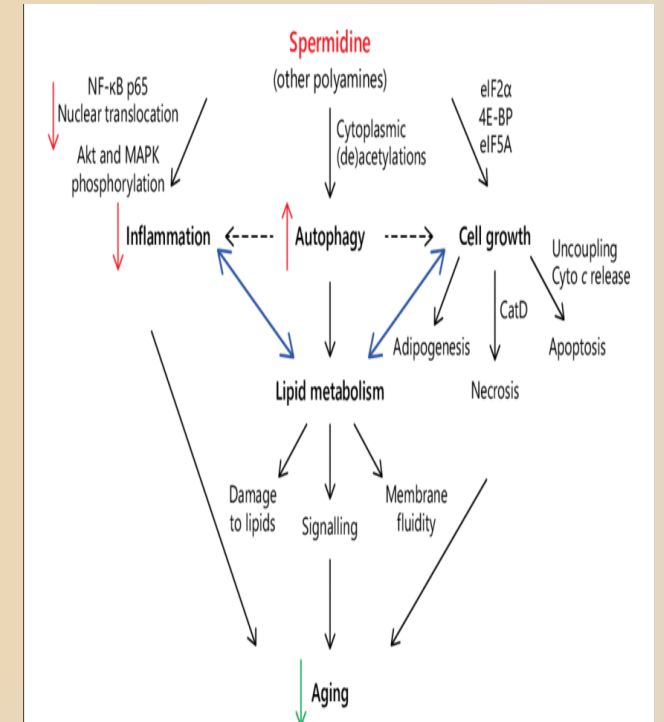 Spermidine
(other polyamines)
NF-κB p65
Nuclear translocation
Akt and MAPK
phosphorylation
Cytoplasmic
(de)acetylations
eIF2α
4E-BP
eIF5A
Inflammation
Autophagy
Cell growth
Uncoupling
Cyto c release
CatD
Adipogenesis
Apoptosis
Lipid metabolism
Necrosis
Damage
to lipids
Signalling
Membrane
fluidity
Aging